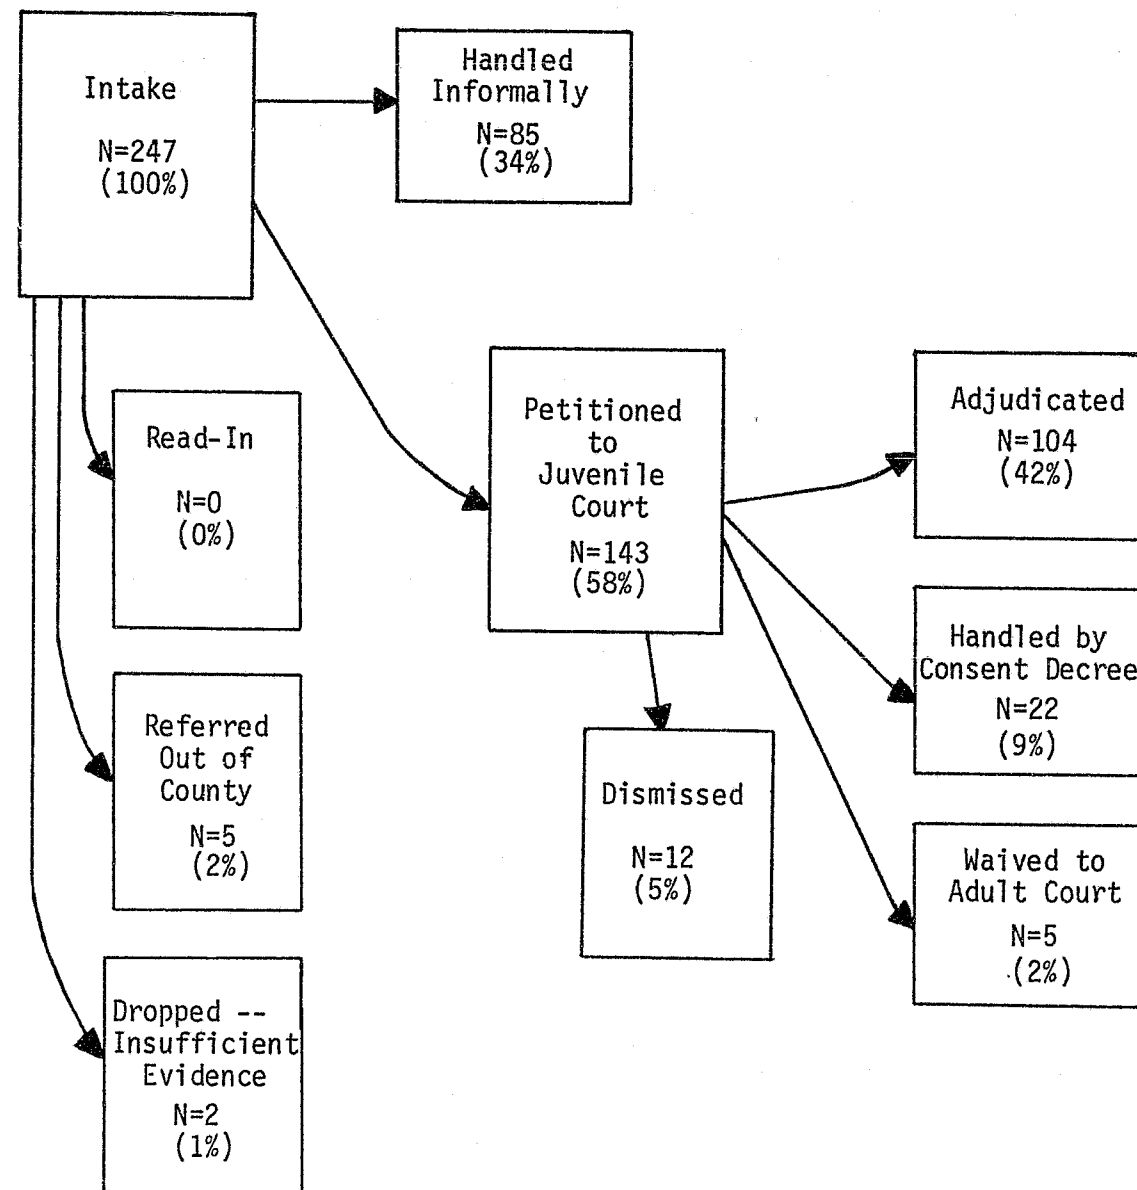 Intake
N=247
(100%)
Handled
Informally
N=85
(34%)
Read-In
N=0
(0%)
Petitioned
to
Juvenile
Court
N=143
(58%)
Adjudicated
N=104
(42%)
Handled by
Consent Decree
N=22
(9%)
Referred
Out of
County
N=5
(2%)
Dismissed
N=12
(5%)
Waived to
Adult Court
N=5
(2%)
Dropped --
Insufficient
Evidence
N=2
(1%)